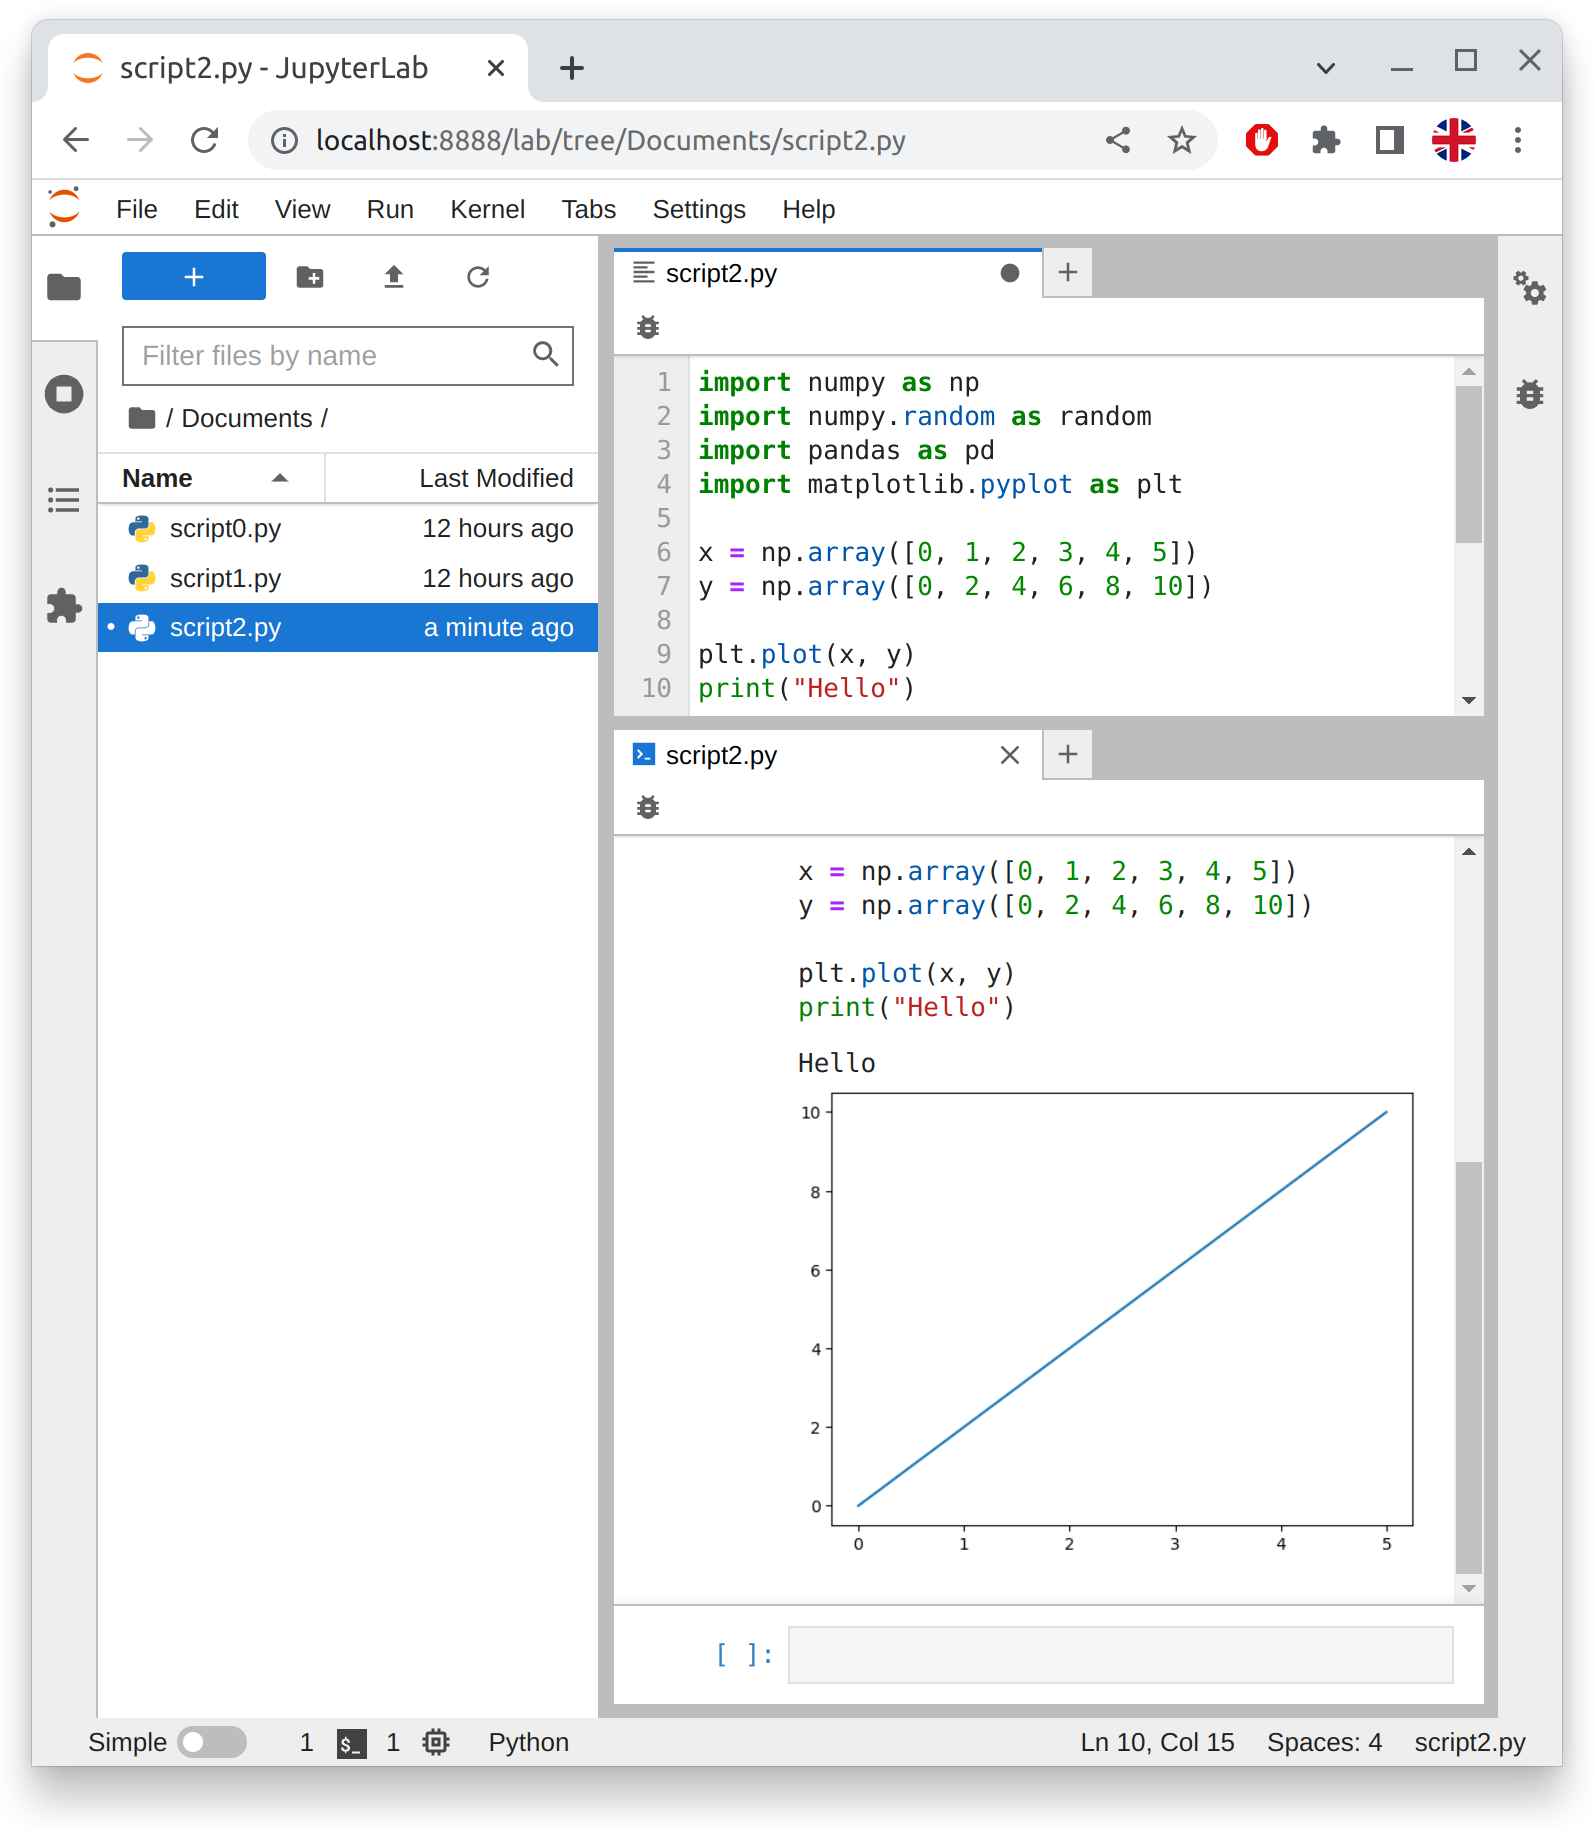 script2.py - JupyterLab
localhost:8888/lab/tree/Documents/script2.py
File Edit View Run Kernel Tabs Settings Help
Filter files by name
/ Documents /
Name Last Modified
script0.py 12 hours ago
script1.py 12 hours ago
script2.py a minute ago
script2.py
1 import numpy as np
2 import numpy.random as random
3 import pandas as pd
4 import matplotlib.pyplot as plt
5
6 x = np.array([0, 1, 2, 3, 4, 5])
7 y = np.array([0, 2, 4, 6, 8, 10])
8
9 plt.plot(x, y)
10 print("Hello")
script2.py
x = np.array([0, 1, 2, 3, 4, 5])
y = np.array([0, 2, 4, 6, 8, 10])
plt.plot(x, y)
print("Hello")
Hello
10
8
6
4
2
0
0 1 2 3 4 5
[ ]:
Simple 1 $_ 1 Python Ln 10, Col 15 Spaces: 4 script2.py